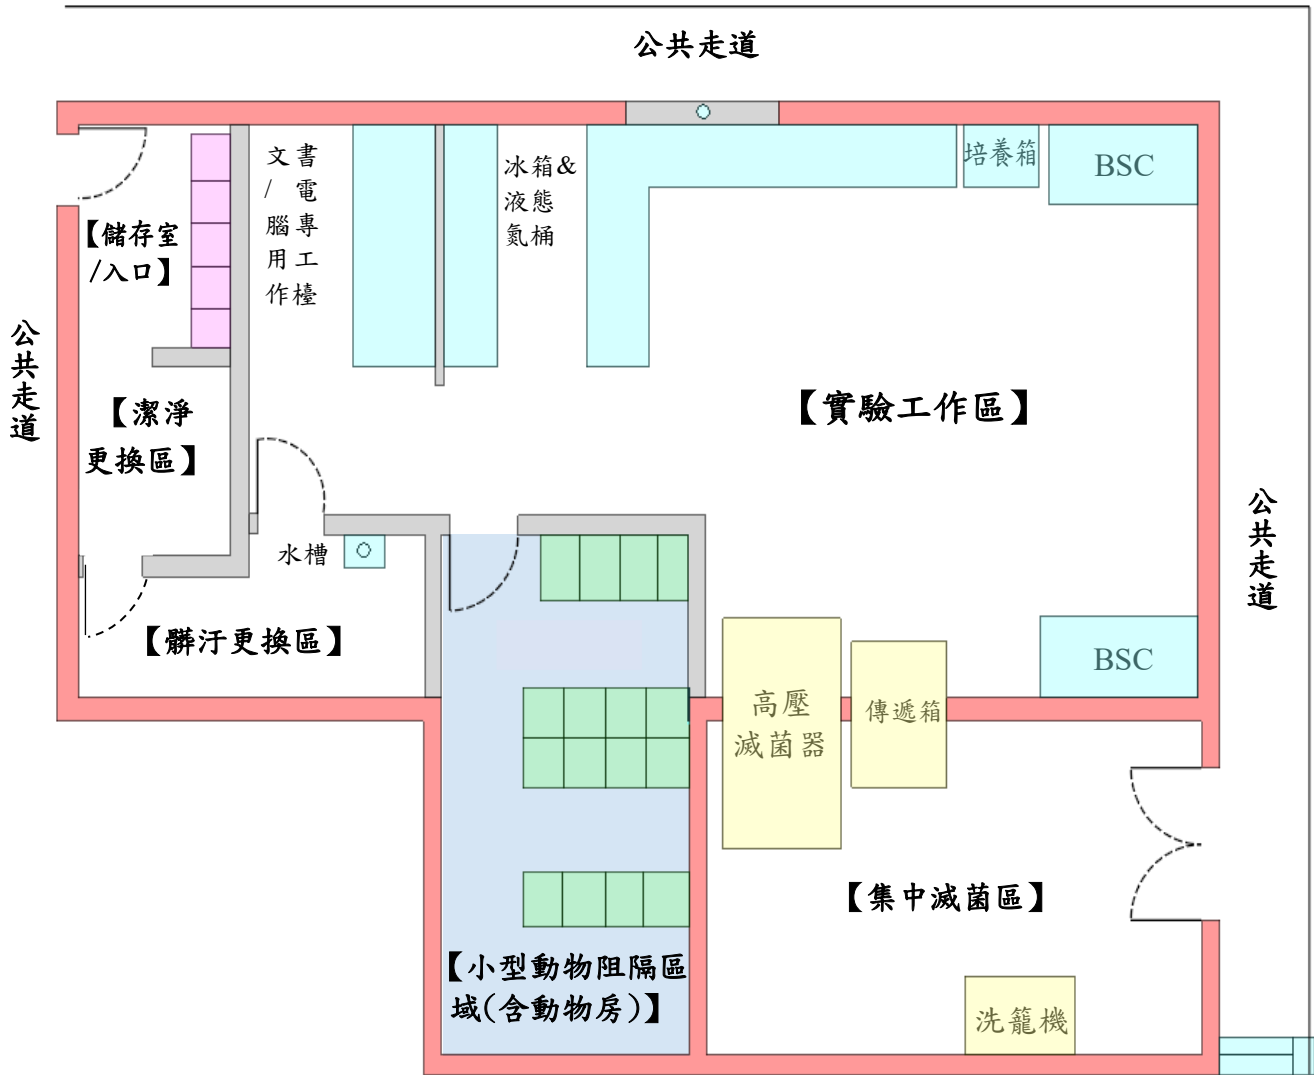 公共走道
文書
/ 電
腦專
用工
作檯
冰箱&
液態
氮桶
培養箱
BSC
【儲存室
/入口】
公共走道
【潔淨
更換區】
【實驗工作區】
公共走道
水槽
【髒汙更換區】
BSC
高壓
滅菌器
傳遞箱
【集中滅菌區】
【小型動物阻隔區
域(含動物房)】
洗籠機